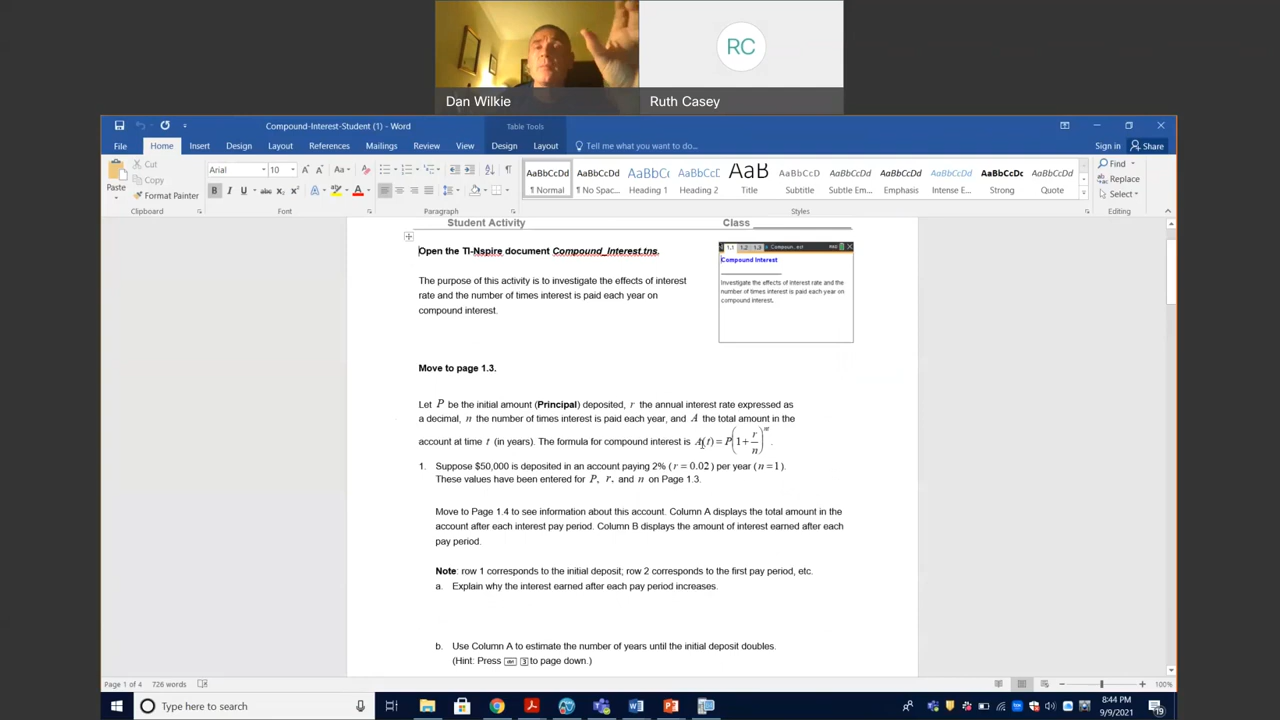 RC
Dan Wilkie
Ruth Casey
Compound-Interest-Student (1) - Word
Table Tools
File Home Insert Design Layout References Mailings Review View Design Layout Tell me what you want to do... Sign in Share
Paste
Cut
Copy
Format Painter
Clipboard
Arial 10
Font
Paragraph
AaBbCcDd AaBbCcDd AaBbC AaBbCcC AaB AaBbCcD AaBbCcDd AaBbCcDd AaBbCcDd AaBbCcDc AaBbCcDd
¶ Normal ¶ No Spac... Heading 1 Heading 2 Title Subtitle Subtle Em... Emphasis Intense E... Strong Quote
Styles
Find
Replace
Select
Editing
Student Activity Class
Open the TI-Nspire document Compound_Interest.tns.
The purpose of this activity is to investigate the effects of interest
rate and the number of times interest is paid each year on
compound interest.
1.1 1.2 1.3
Compound Interest
Investigate the effects of interest rate and the
number of times interest is paid each year on
compound interest.
Move to page 1.3.
Let P be the initial amount (Principal) deposited, r the annual interest rate expressed as
a decimal, n the number of times interest is paid each year, and A the total amount in the
account at time t (in years). The formula for compound interest is A(t) = P(1 + r/n)^nt.
1. Suppose $50,000 is deposited in an account paying 2% (r = 0.02) per year (n = 1).
These values have been entered for P, r, and n on Page 1.3.
Move to Page 1.4 to see information about this account. Column A displays the total amount in the
account after each interest pay period. Column B displays the amount of interest earned after each
pay period.
Note: row 1 corresponds to the initial deposit; row 2 corresponds to the first pay period, etc.
a. Explain why the interest earned after each pay period increases.
b. Use Column A to estimate the number of years until the initial deposit doubles.
(Hint: Press ctrl 3 to page down.)
Page 1 of 4 726 words 100%
Type here to search
8:44 PM
9/9/2021
19